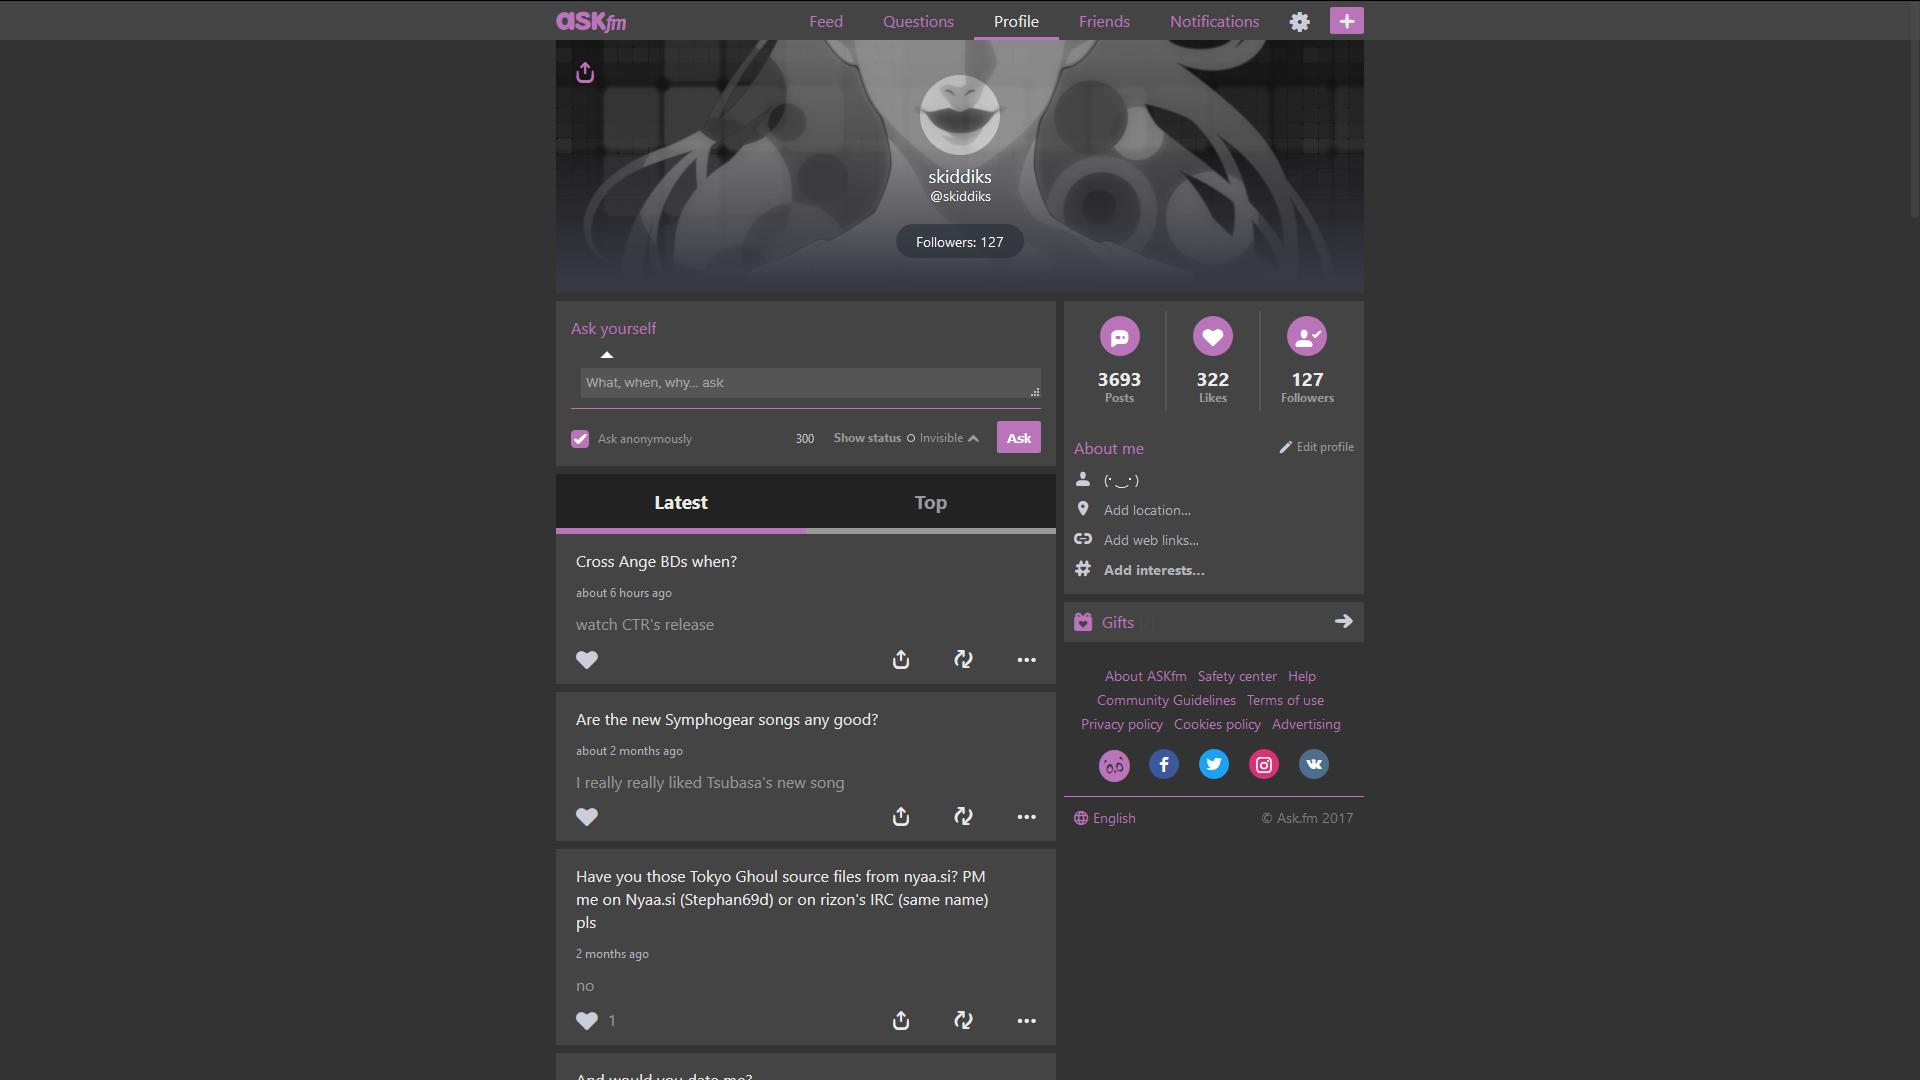 ASKfm
Feed Questions Profile Friends Notifications
skiddiks
@skiddiks
Followers: 127
Ask yourself
What, when, why... ask
Ask anonymously 300 Show status Invisible Ask
Latest Top
Cross Ange BDs when?
about 6 hours ago
watch CTR's release
Are the new Symphogear songs any good?
about 2 months ago
I really really liked Tsubasa's new song
Have you those Tokyo Ghoul source files from nyaa.si? PM
me on Nyaa.si (Stephan69d) or on rizon's IRC (same name)
pls
2 months ago
no
1
And would you date me?
3693 322 127
Posts Likes Followers
About me Edit profile
(· ‿ · )
Add location...
Add web links...
Add interests...
Gifts
About ASKfm Safety center Help
Community Guidelines Terms of use
Privacy policy Cookies policy Advertising
English © Ask.fm 2017